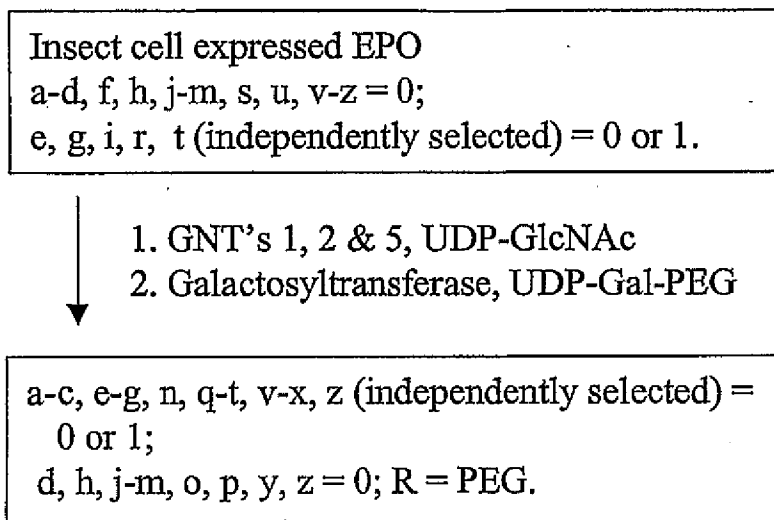 Insect cell expressed EPO
a-d, f, h, j-m, s, u, v-z = 0;
e, g, i, r, t (independently selected) = 0 or 1.
1. GNT's 1, 2 & 5, UDP-GlcNAc
2. Galactosyltransferase, UDP-Gal-PEG
a-c, e-g, n, q-t, v-x, z (independently selected) =
0 or 1;
d, h, j-m, o, p, y, z = 0; R = PEG.